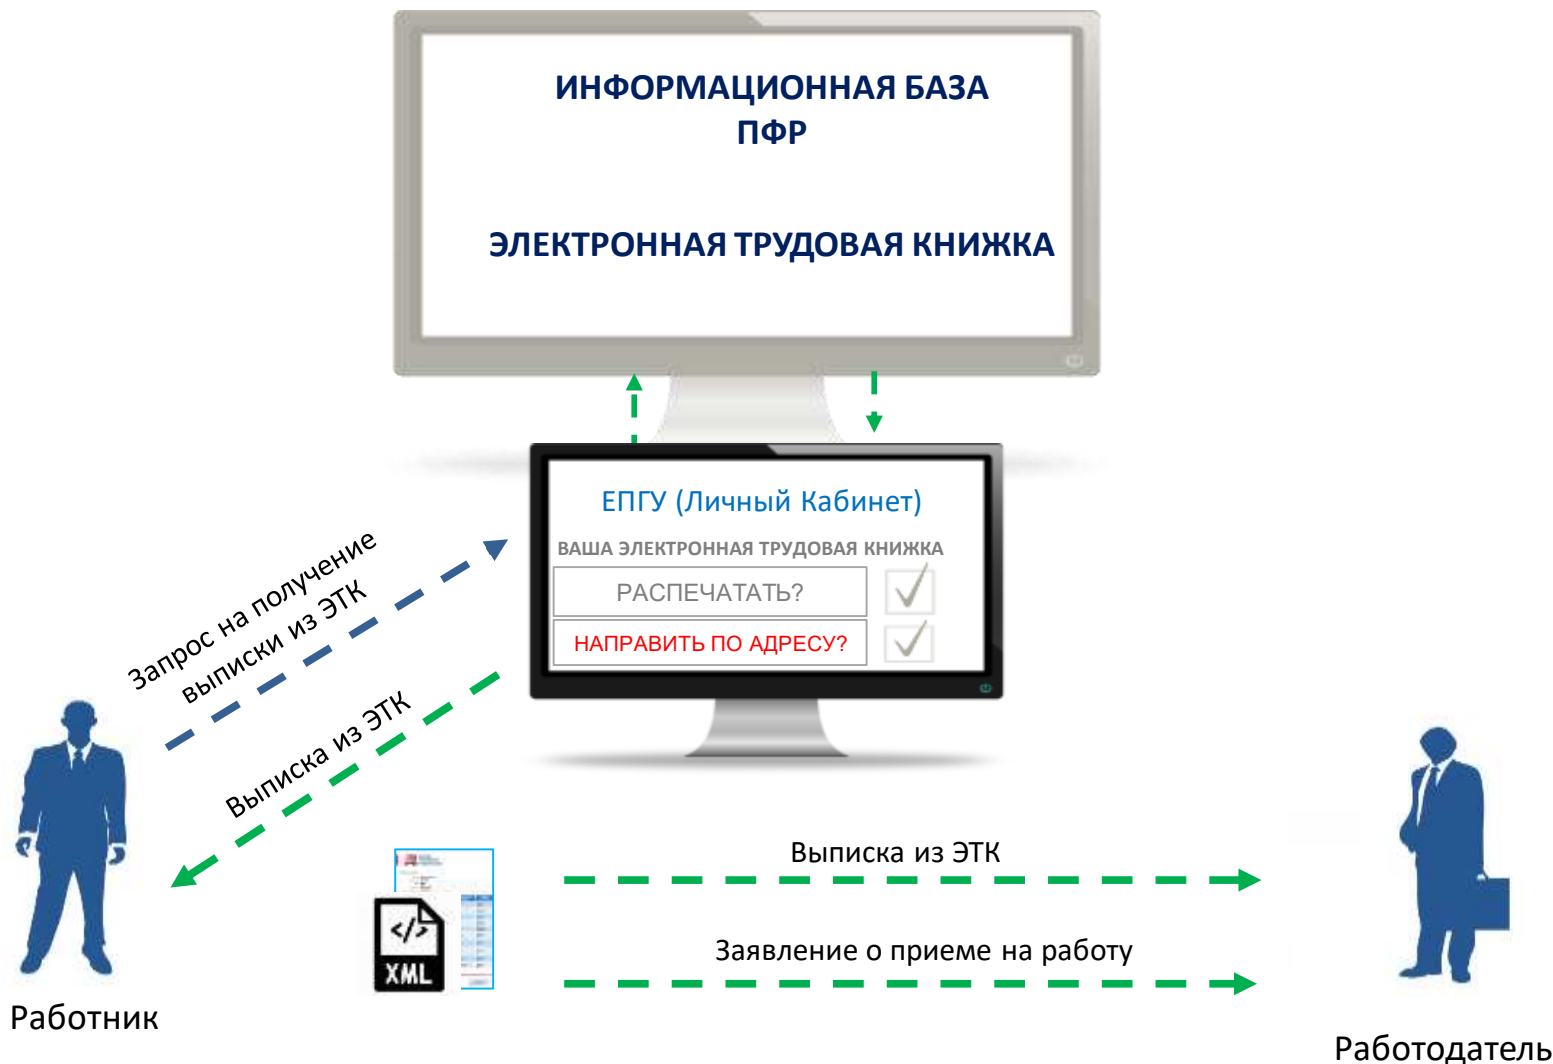 ИНФОРМАЦИОННАЯ БАЗА
ПФР
ЭЛЕКТРОННАЯ ТРУДОВАЯ КНИЖКА
ЕПГУ (Личный Кабинет)
ВАША ЭЛЕКТРОННАЯ ТРУДОВАЯ КНИЖКА
РАСПЕЧАТАТЬ?
НАПРАВИТЬ ПО АДРЕСУ?
Запрос на получение
выписки из ЭТК
Выписка из ЭТК
Выписка из ЭТК
Заявление о приеме на работу
</>
XML
Работник
Работодатель